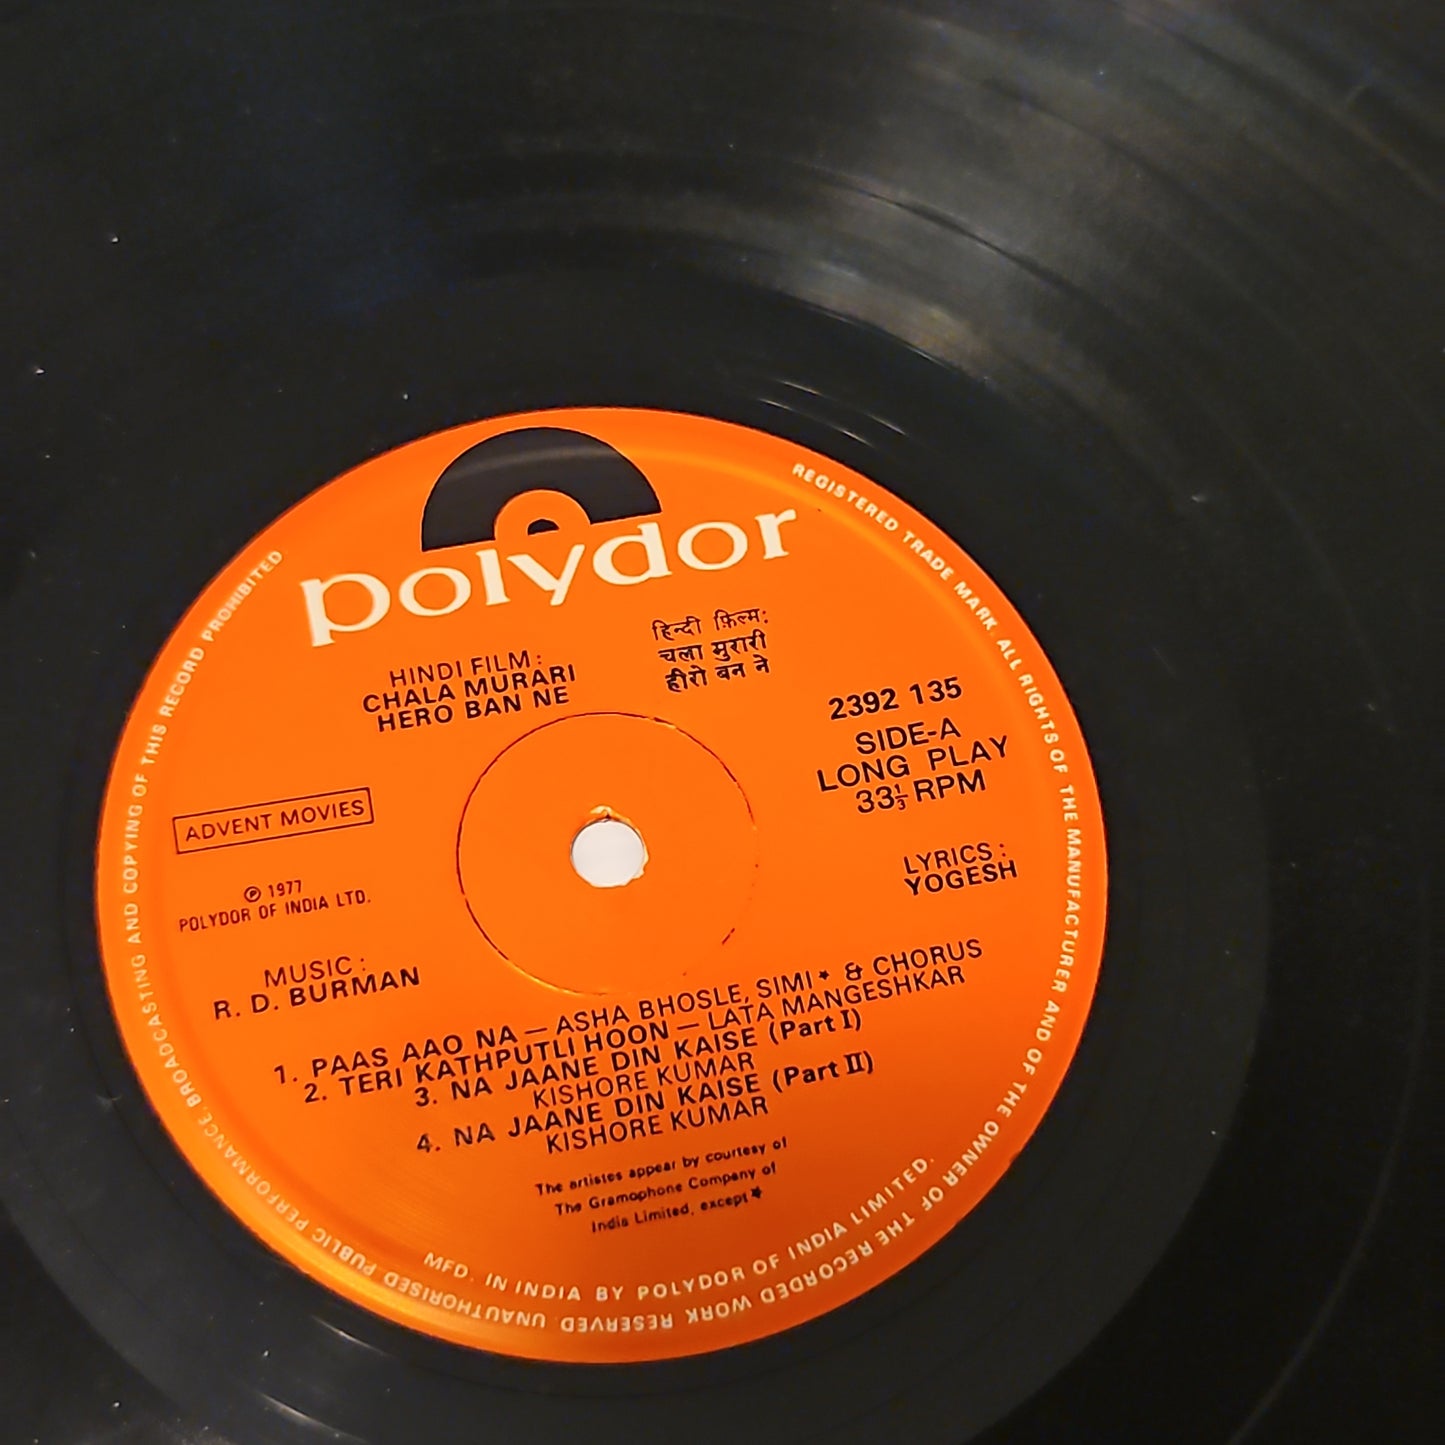 polydor
HINDI FILM:
CHALA MURARI
HERO BAN NE
हिन्दी फ़िल्म:
चला मुरारी
हीरो बन ने
2392 135
SIDE-A
LONG PLAY
33⅓ RPM
ADVENT MOVIES
℗ 1977
POLYDOR OF INDIA LTD.
LYRICS:
YOGESH
MUSIC:
R. D. BURMAN
1. PAAS AAO NA — ASHA BHOSLE, SIMI* & CHORUS
2. TERI KATHPUTLI HOON — LATA MANGESHKAR
3. NA JAANE DIN KAISE (Part I)
KISHORE KUMAR
4. NA JAANE DIN KAISE (Part II)
KISHORE KUMAR
The artistes appear by courtesy of
The Gramophone Company of
India Limited, except*
MFD. IN INDIA BY POLYDOR OF INDIA LIMITED.
REGISTERED TRADE MARK. ALL RIGHTS OF THE MANUFACTURER AND OF THE OWNER OF THE RECORDED WORK RESERVED. UNAUTHORISED PUBLIC PERFORMANCE, BROADCASTING AND COPYING OF THIS RECORD PROHIBITED